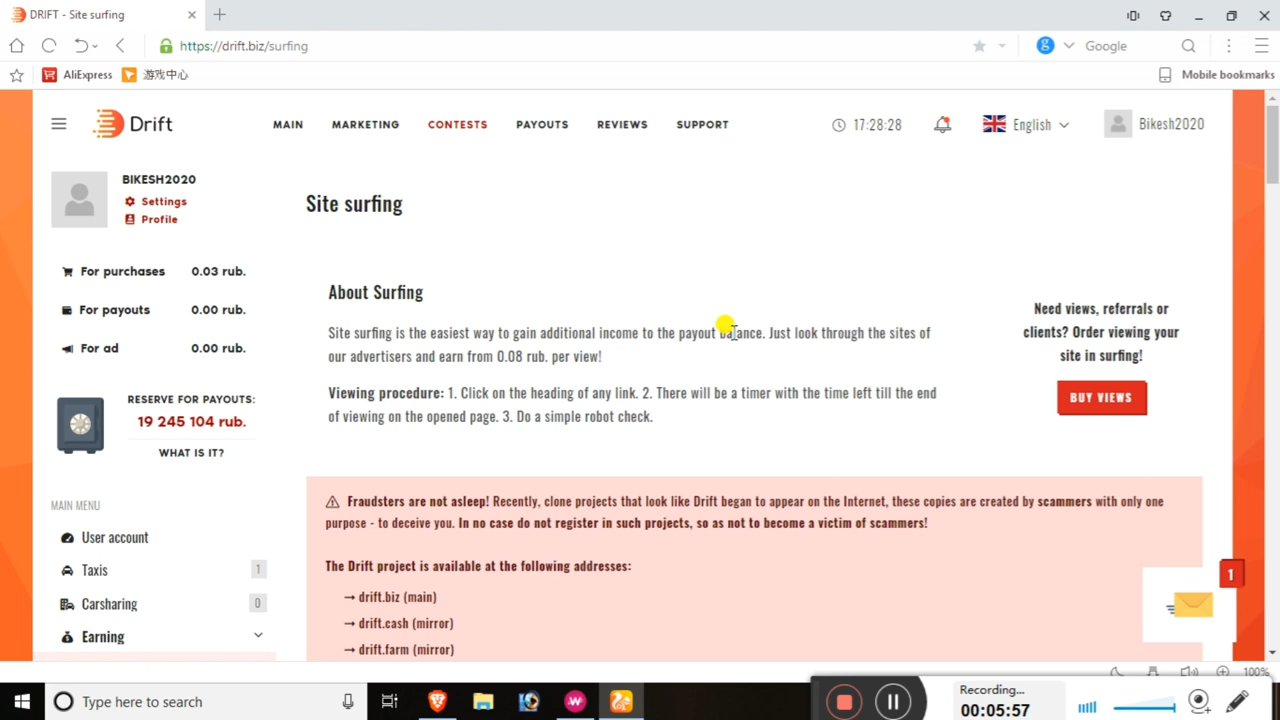 DRIFT - Site surfing
https://drift.biz/surfing
Google
AliExpress
游戏中心
Mobile bookmarks
Drift
MAIN
MARKETING
CONTESTS
PAYOUTS
REVIEWS
SUPPORT
17:28:28
English
Bikesh2020
BIKESH2020
Settings
Profile
For purchases 0.03 rub.
For payouts 0.00 rub.
For ad 0.00 rub.
RESERVE FOR PAYOUTS:
19 245 104 rub.
WHAT IS IT?
MAIN MENU
User account
Taxis 1
Carsharing 0
Earning
Site surfing
About Surfing
Site surfing is the easiest way to gain additional income to the payout balance. Just look through the sites of
our advertisers and earn from 0.08 rub. per view!
Viewing procedure: 1. Click on the heading of any link. 2. There will be a timer with the time left till the end
of viewing on the opened page. 3. Do a simple robot check.
Need views, referrals or
clients? Order viewing your
site in surfing!
BUY VIEWS
Fraudsters are not asleep! Recently, clone projects that look like Drift began to appear on the Internet, these copies are created by scammers with only one
purpose - to deceive you. In no case do not register in such projects, so as not to become a victim of scammers!
The Drift project is available at the following addresses:
→ drift.biz (main)
→ drift.cash (mirror)
→ drift.farm (mirror)
1
100%
Type here to search
Recording...
00:05:57